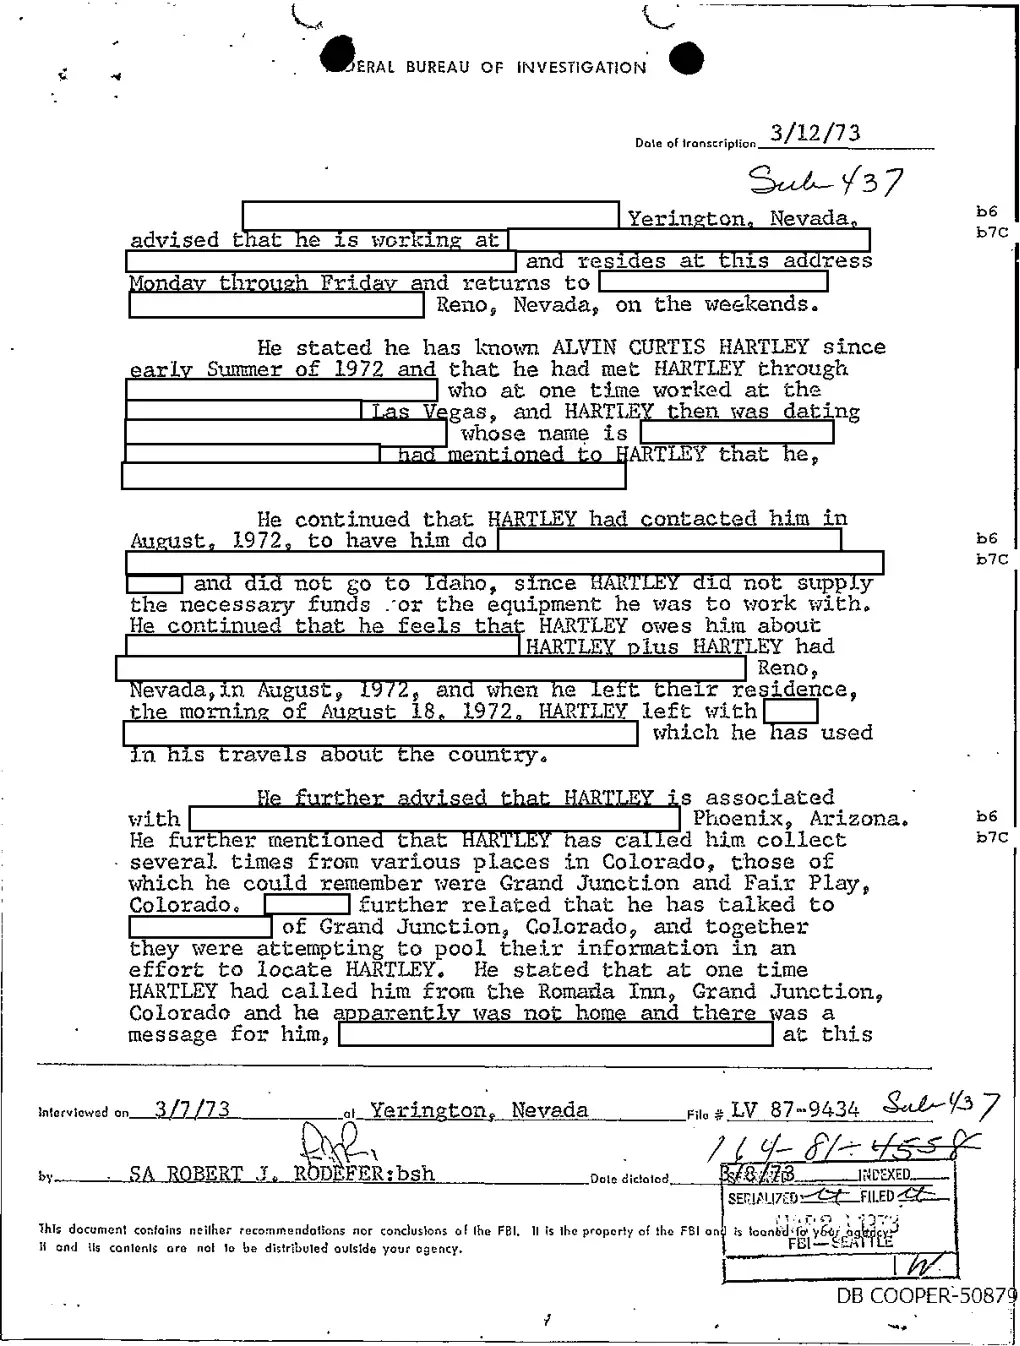 ERAL BUREAU OF INVESTIGATION
Date of transcription 3/12/73
Sub 437
Yerington, Nevada,
b6
b7C
advised that he is working at
and resides at this address
Monday through Friday and returns to
Reno, Nevada, on the weekends.
He stated he has known ALVIN CURTIS HARTLEY since
early Summer of 1972 and that he had met HARTLEY through
who at one time worked at the
Las Vegas, and HARTLEY then was dating
whose name is
had mentioned to HARTLEY that he,
He continued that HARTLEY had contacted him in
August, 1972, to have him do
b6
b7C
and did not go to Idaho, since HARTLEY did not supply
the necessary funds or the equipment he was to work with.
He continued that he feels that HARTLEY owes him about
HARTLEY plus HARTLEY had
Reno,
Nevada,in August, 1972, and when he left their residence,
the morning of August 18, 1972, HARTLEY left with
which he has used
in his travels about the country.
He further advised that HARTLEY is associated
with Phoenix, Arizona.
b6
b7C
He further mentioned that HARTLEY has called him collect
several times from various places in Colorado, those of
which he could remember were Grand Junction and Fair Play,
Colorado. further related that he has talked to
of Grand Junction, Colorado, and together
they were attempting to pool their information in an
effort to locate HARTLEY. He stated that at one time
HARTLEY had called him from the Romada Inn, Grand Junction,
Colorado and he apparently was not home and there was a
message for him, at this
Interviewed on 3/7/73 at Yerington, Nevada File # LV 87-9434 Sub 437
164-81-4558
by SA ROBERT J. RODEFER:bsh Date dictated 3/8/73
INDEXED
SERIALIZED FILED
FBI-SEATTLE
This document contains neither recommendations nor conclusions of the FBI. It is the property of the FBI and is loaned to your agency;
it and its contents are not to be distributed outside your agency.
DB COOPER-50879
1